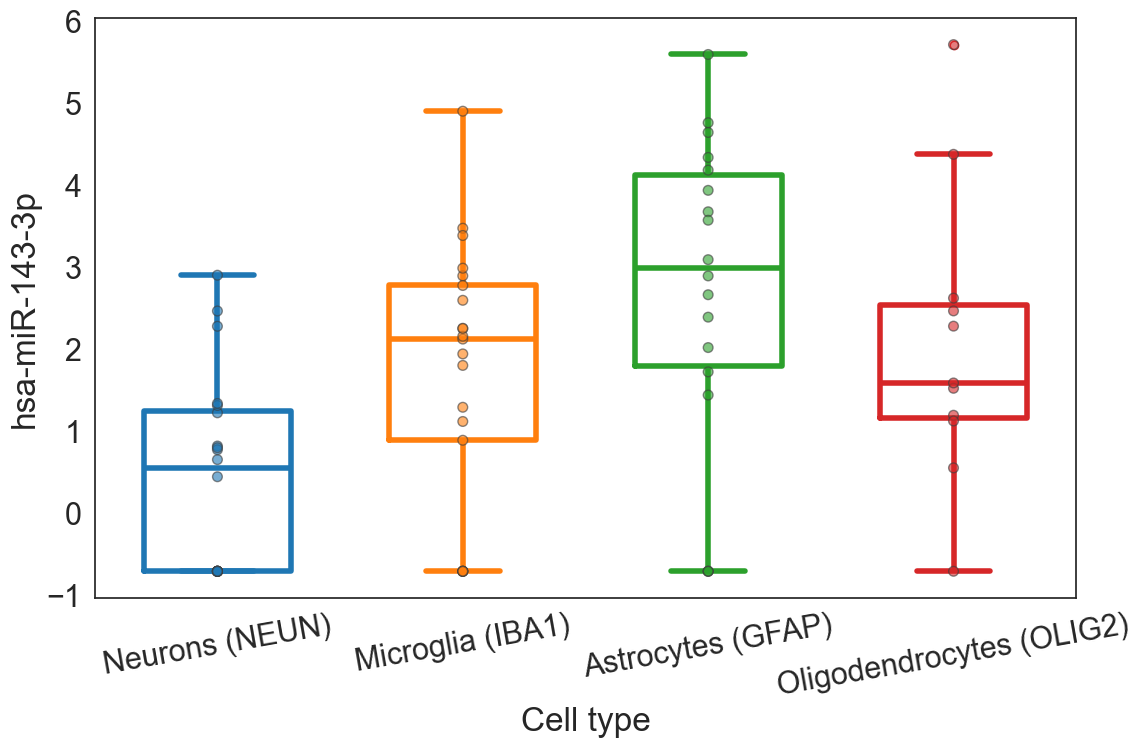 hsa-miR-143-3p
6
5
4
3
2
1
0
−1
Neurons (NEUN)
Microglia (IBA1)
Astrocytes (GFAP)
Oligodendrocytes (OLIG2)
Cell type